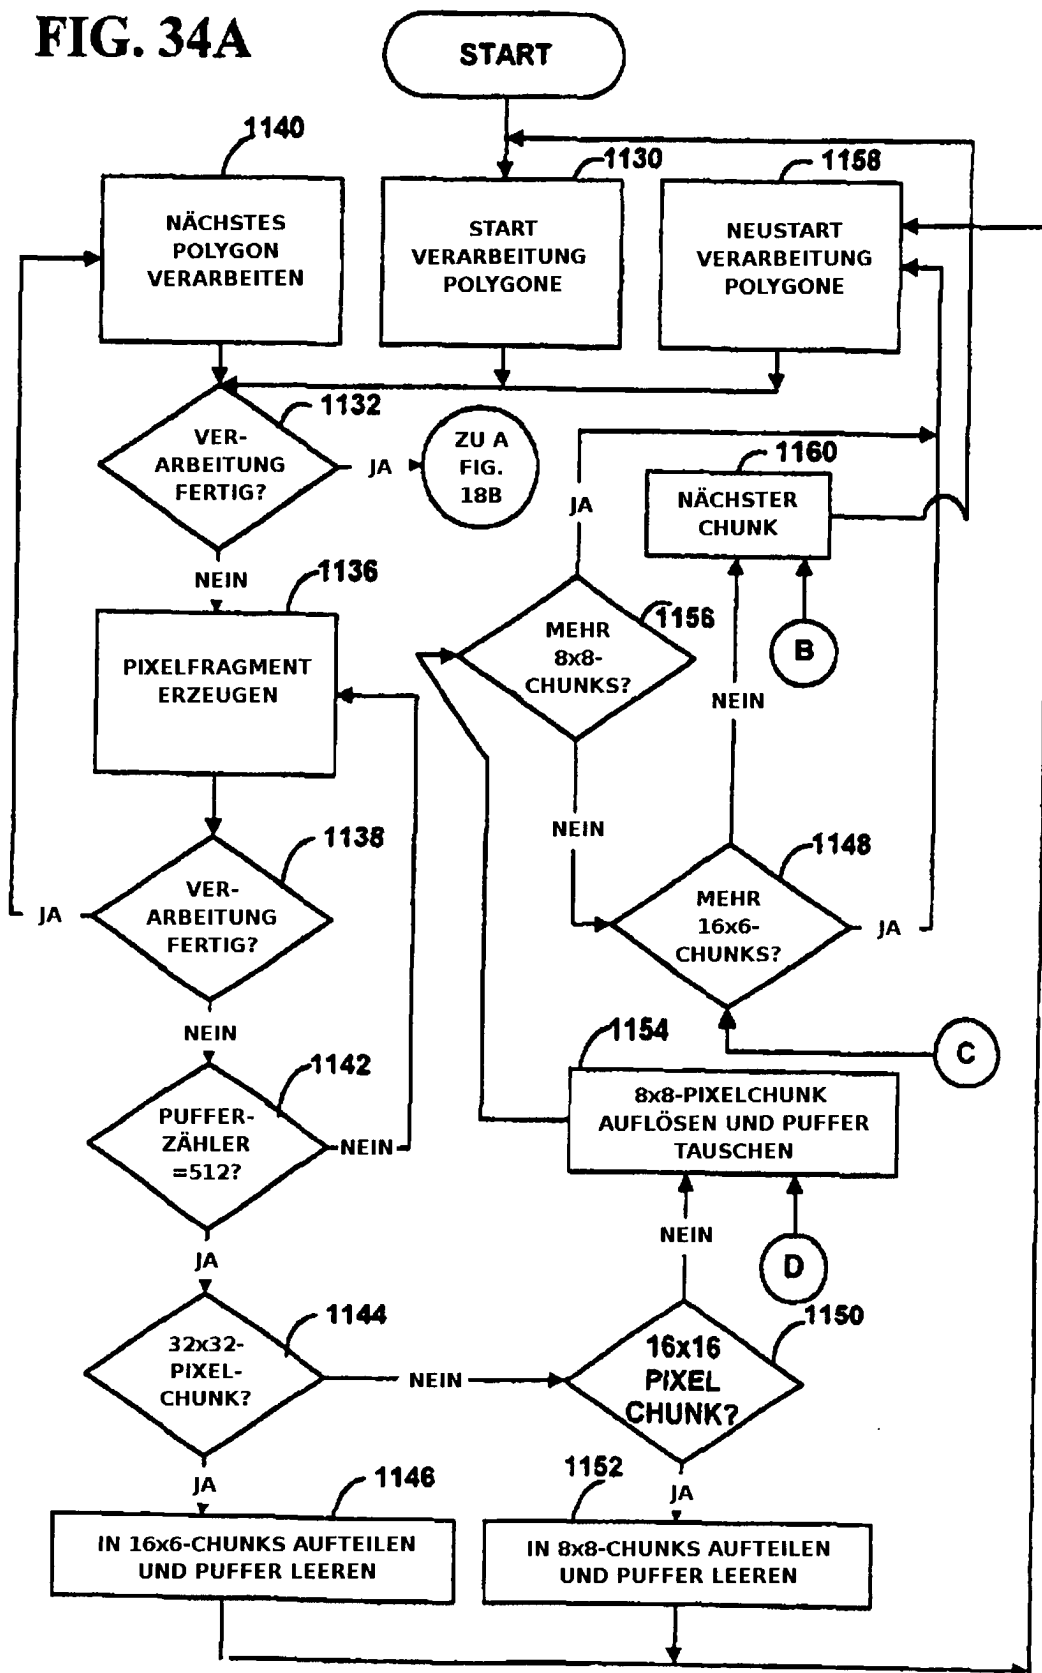 FIG. 34A
START
1140
NÄCHSTES
POLYGON
VERARBEITEN
1130
START
VERARBEITUNG
POLYGONE
1158
NEUSTART
VERARBEITUNG
POLYGONE
1132
VER-
ARBEITUNG
FERTIG?
JA
ZU A
FIG.
18B
NEIN
1136
PIXELFRAGMENT
ERZEUGEN
1138
VER-
ARBEITUNG
FERTIG?
JA
NEIN
1142
PUFFER-
ZÄHLER
=512?
NEIN
JA
1144
32x32-
PIXEL-
CHUNK?
NEIN
JA
1146
IN 16x6-CHUNKS AUFTEILEN
UND PUFFER LEEREN
1160
NÄCHSTER
CHUNK
B
JA
1156
MEHR
8x8-
CHUNKS?
NEIN
NEIN
1148
MEHR
16x6-
CHUNKS?
JA
C
1154
8x8-PIXELCHUNK
AUFLÖSEN UND PUFFER
TAUSCHEN
NEIN
D
1150
16x16
PIXEL
CHUNK?
JA
1152
IN 8x8-CHUNKS AUFTEILEN
UND PUFFER LEEREN